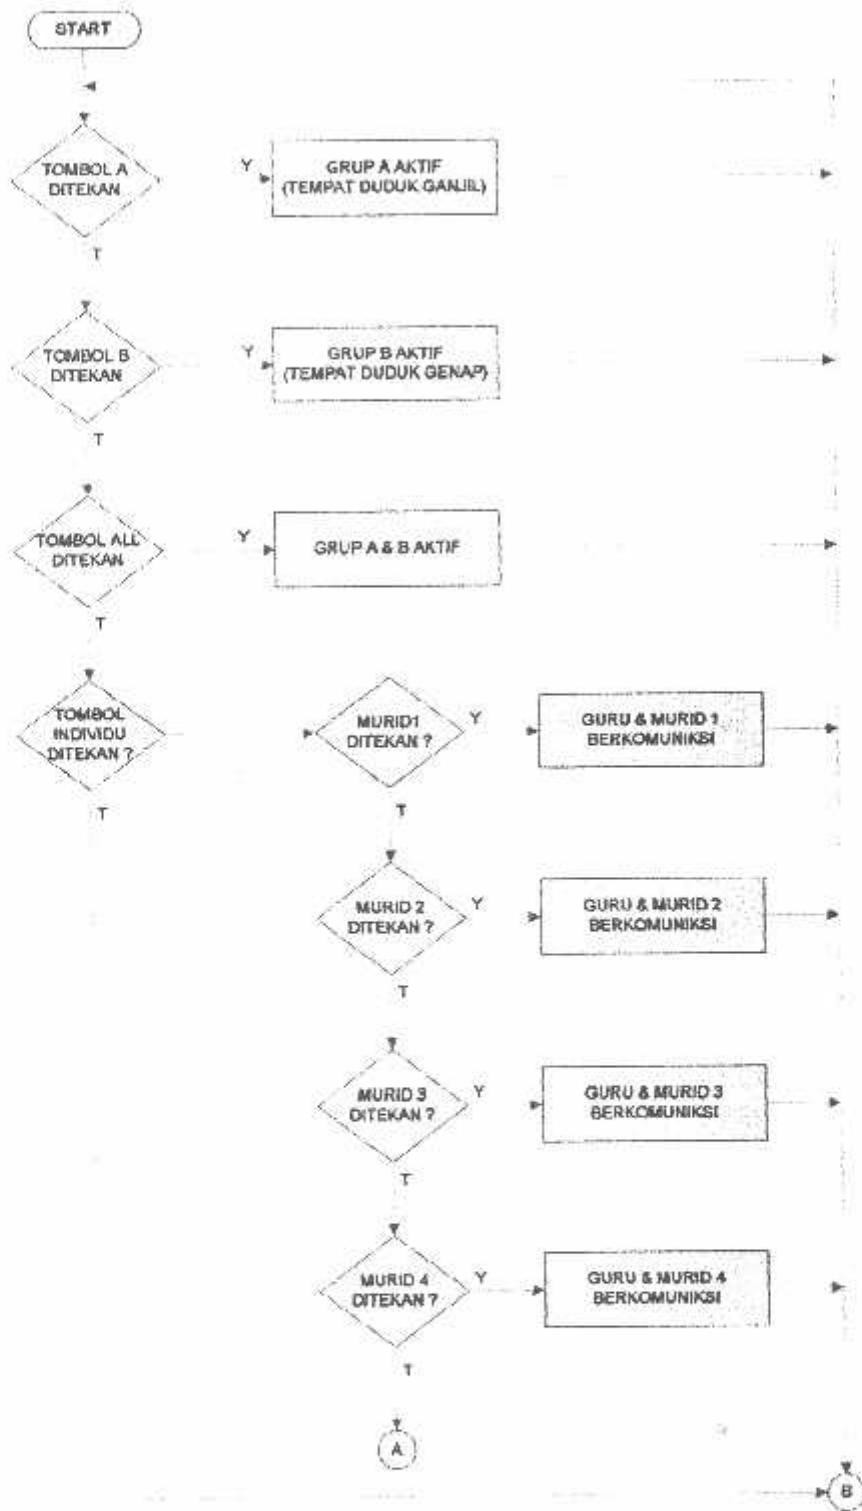 START
TOMBOL A
DITEKAN
Y
GRUP A AKTIF
(TEMPAT DUDUK GANJIL)
T
TOMBOL B
DITEKAN
Y
GRUP B AKTIF
(TEMPAT DUDUK GENAP)
T
TOMBOL ALL
DITEKAN
Y
GRUP A & B AKTIF
T
TOMBOL
INDIVIDU
DITEKAN ?
T
MURID1
DITEKAN ?
Y
GURU & MURID 1
BERKOMUNIKSI
T
MURID 2
DITEKAN ?
Y
GURU & MURID 2
BERKOMUNIKSI
T
MURID 3
DITEKAN ?
Y
GURU & MURID 3
BERKOMUNIKSI
T
MURID 4
DITEKAN ?
Y
GURU & MURID 4
BERKOMUNIKSI
T
A
B